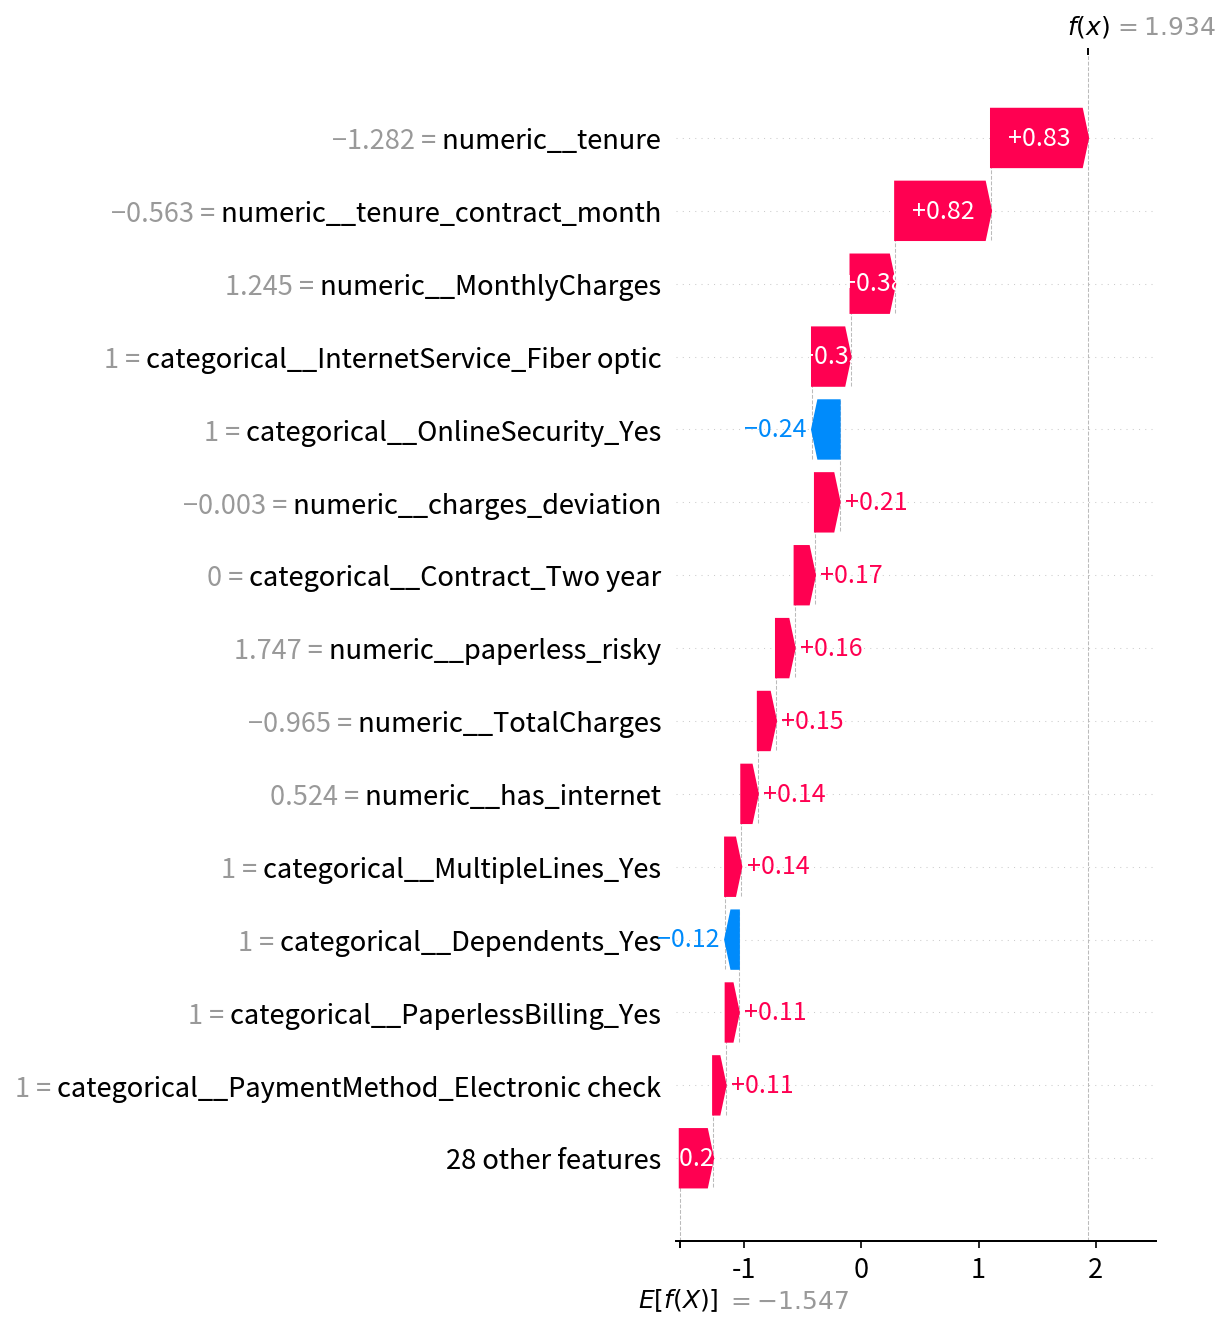 f(x) = 1.934
−1.282 = numeric__tenure +0.83
−0.563 = numeric__tenure_contract_month +0.82
1.245 = numeric__MonthlyCharges +0.38
1 = categorical__InternetService_Fiber optic
1 = categorical__OnlineSecurity_Yes −0.24
−0.003 = numeric__charges_deviation +0.21
0 = categorical__Contract_Two year +0.17
1.747 = numeric__paperless_risky +0.16
−0.965 = numeric__TotalCharges +0.15
0.524 = numeric__has_internet +0.14
1 = categorical__MultipleLines_Yes +0.14
1 = categorical__Dependents_Yes −0.12
1 = categorical__PaperlessBilling_Yes +0.11
1 = categorical__PaymentMethod_Electronic check +0.11
28 other features
-1 0 1 2
E[f(X)] = −1.547